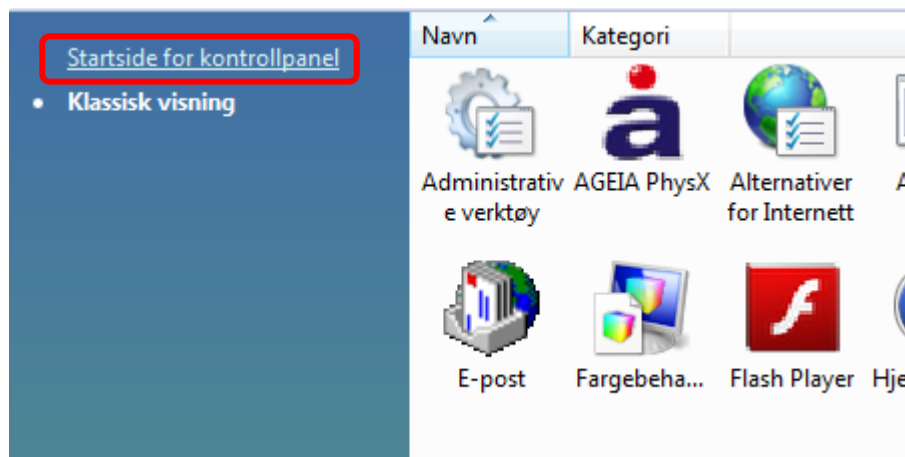 Startside for kontrollpanel
Klassisk visning
Navn Kategori
Administrativ AGEIA PhysX Alternativer
e verktøy for Internett
E-post Fargebeha... Flash Player